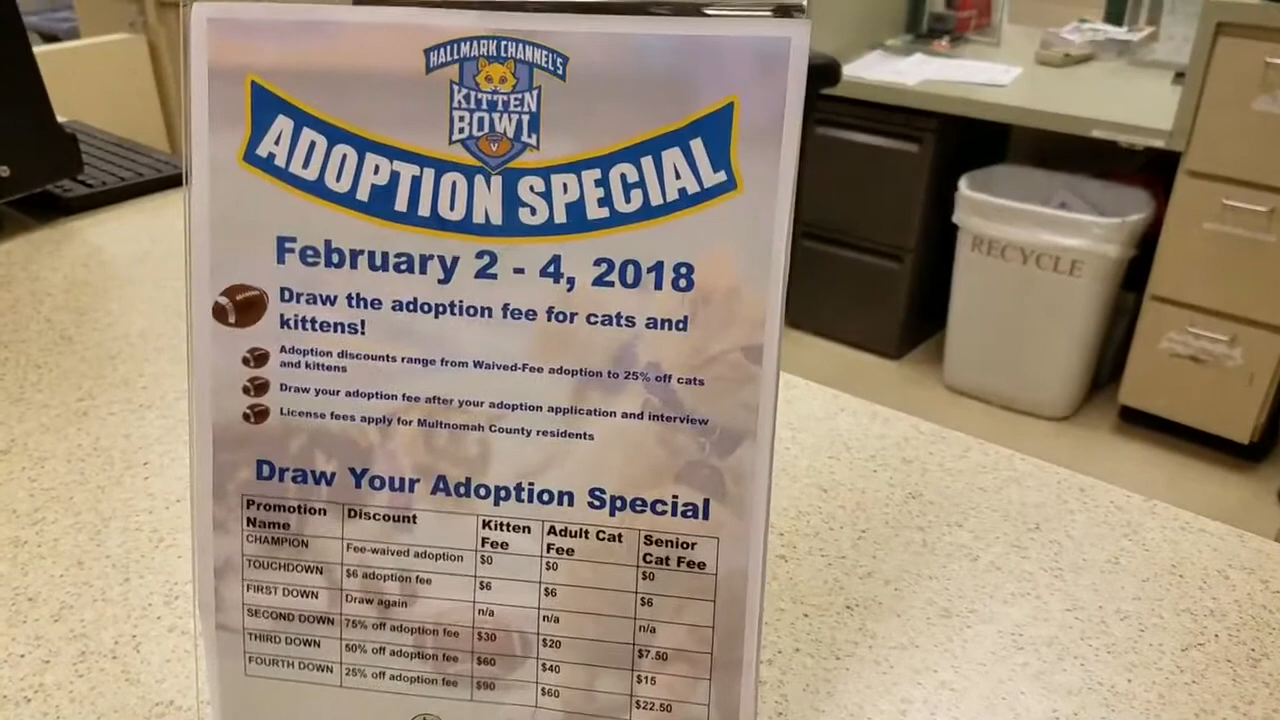 HALLMARK CHANNEL'S
KITTEN
BOWL
V
ADOPTION SPECIAL
February 2 - 4, 2018
Draw the adoption fee for cats and
kittens!
Adoption discounts range from Waived-Fee adoption to 25% off cats
and kittens
Draw your adoption fee after your adoption application and interview
License fees apply for Multnomah County residents
Draw Your Adoption Special
Promotion Name Discount Kitten Fee Adult Cat Fee Senior Cat Fee
CHAMPION Fee-waived adoption $0 $0 $0
TOUCHDOWN $6 adoption fee $6 $6 $6
FIRST DOWN Draw again n/a n/a n/a
SECOND DOWN 75% off adoption fee $30 $20 $7.50
THIRD DOWN 50% off adoption fee $60 $40 $15
FOURTH DOWN 25% off adoption fee $90 $60 $22.50
RECYCLE